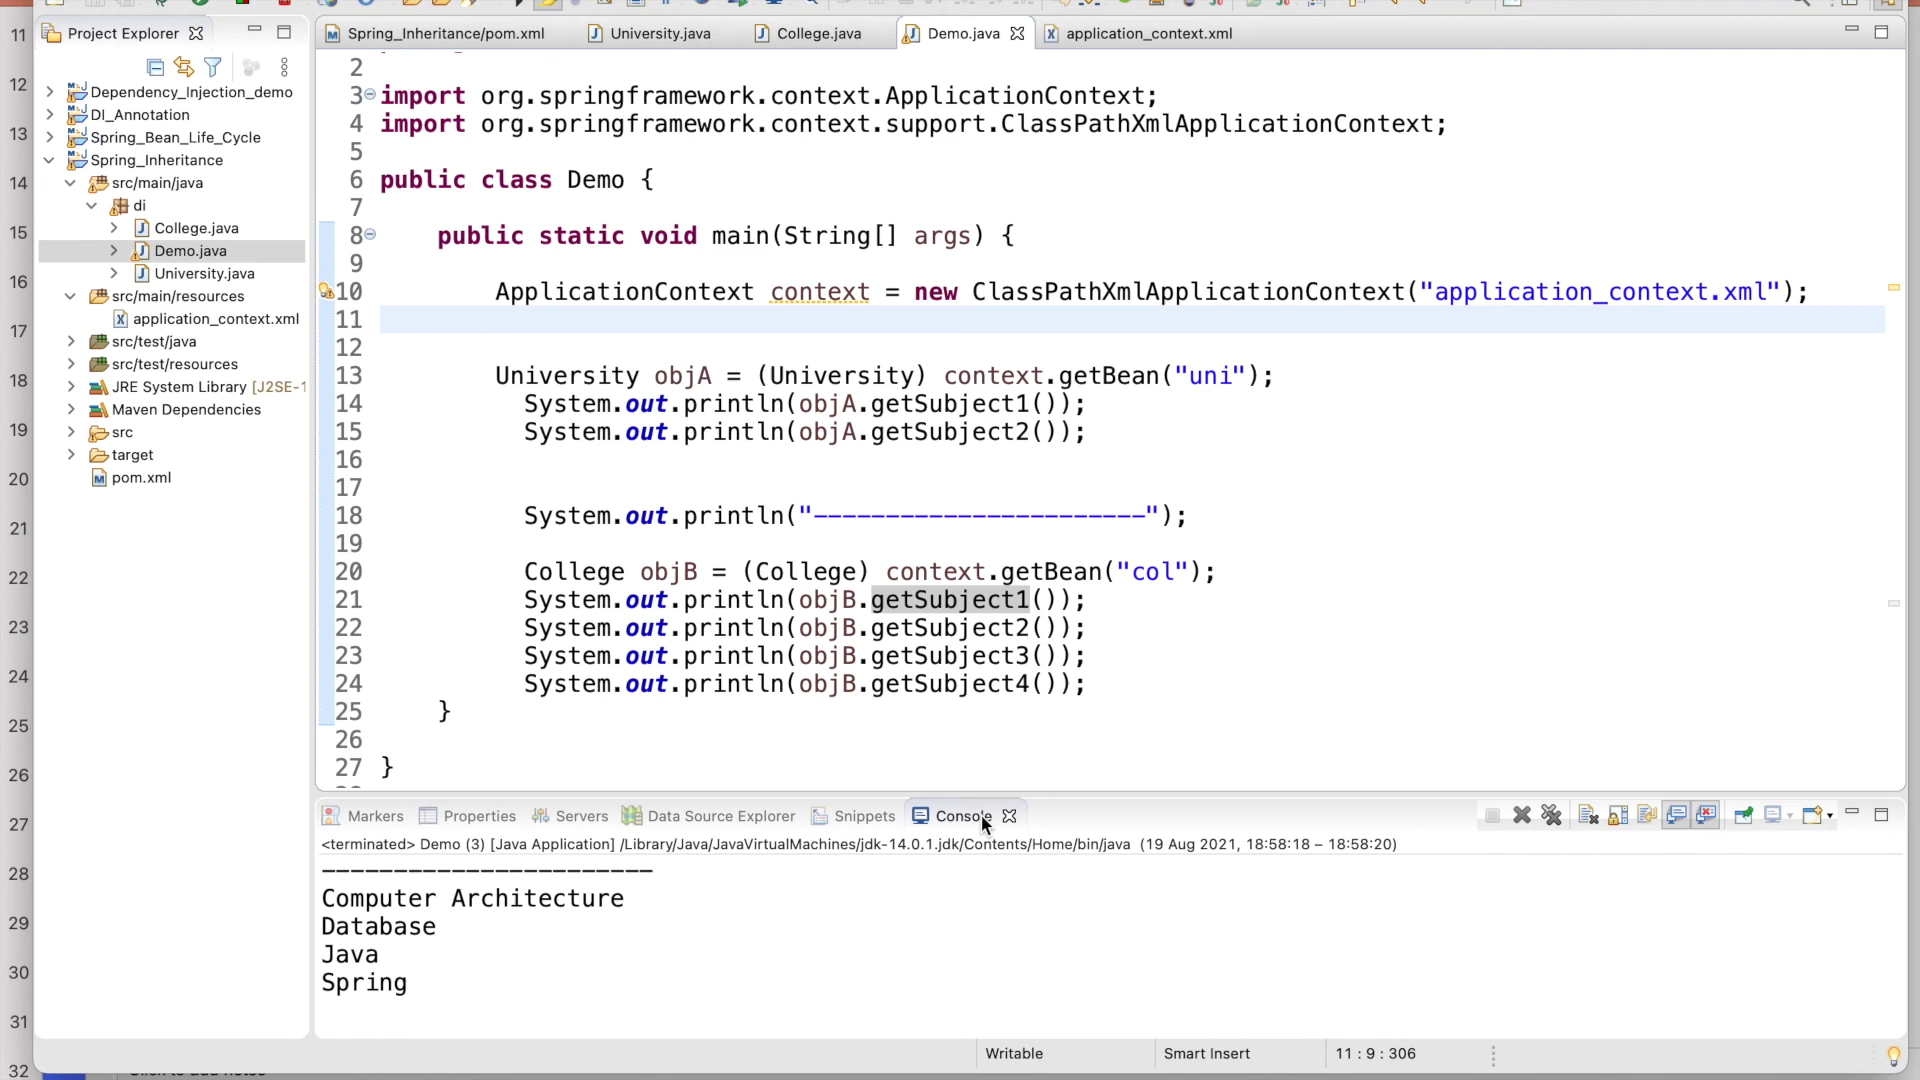 11
12
13
14
15
16
17
18
19
20
21
22
23
24
25
26
27
28
29
30
31
32
Project Explorer
Dependency_Injection_demo
DI_Annotation
Spring_Bean_Life_Cycle
Spring_Inheritance
src/main/java
di
College.java
Demo.java
University.java
src/main/resources
application_context.xml
src/test/java
src/test/resources
JRE System Library [J2SE-1
Maven Dependencies
src
target
pom.xml
Spring_Inheritance/pom.xml University.java College.java Demo.java application_context.xml
2
3 import org.springframework.context.ApplicationContext;
4 import org.springframework.context.support.ClassPathXmlApplicationContext;
5
6 public class Demo {
7
8 public static void main(String[] args) {
9
10 ApplicationContext context = new ClassPathXmlApplicationContext("application_context.xml");
11
12
13 University objA = (University) context.getBean("uni");
14 System.out.println(objA.getSubject1());
15 System.out.println(objA.getSubject2());
16
17
18 System.out.println("-----------------------");
19
20 College objB = (College) context.getBean("col");
21 System.out.println(objB.getSubject1());
22 System.out.println(objB.getSubject2());
23 System.out.println(objB.getSubject3());
24 System.out.println(objB.getSubject4());
25 }
26
27 }
Markers Properties Servers Data Source Explorer Snippets Console
<terminated> Demo (3) [Java Application] /Library/Java/JavaVirtualMachines/jdk-14.0.1.jdk/Contents/Home/bin/java (19 Aug 2021, 18:58:18 – 18:58:20)
-----------------------
Computer Architecture
Database
Java
Spring
Writable Smart Insert 11 : 9 : 306